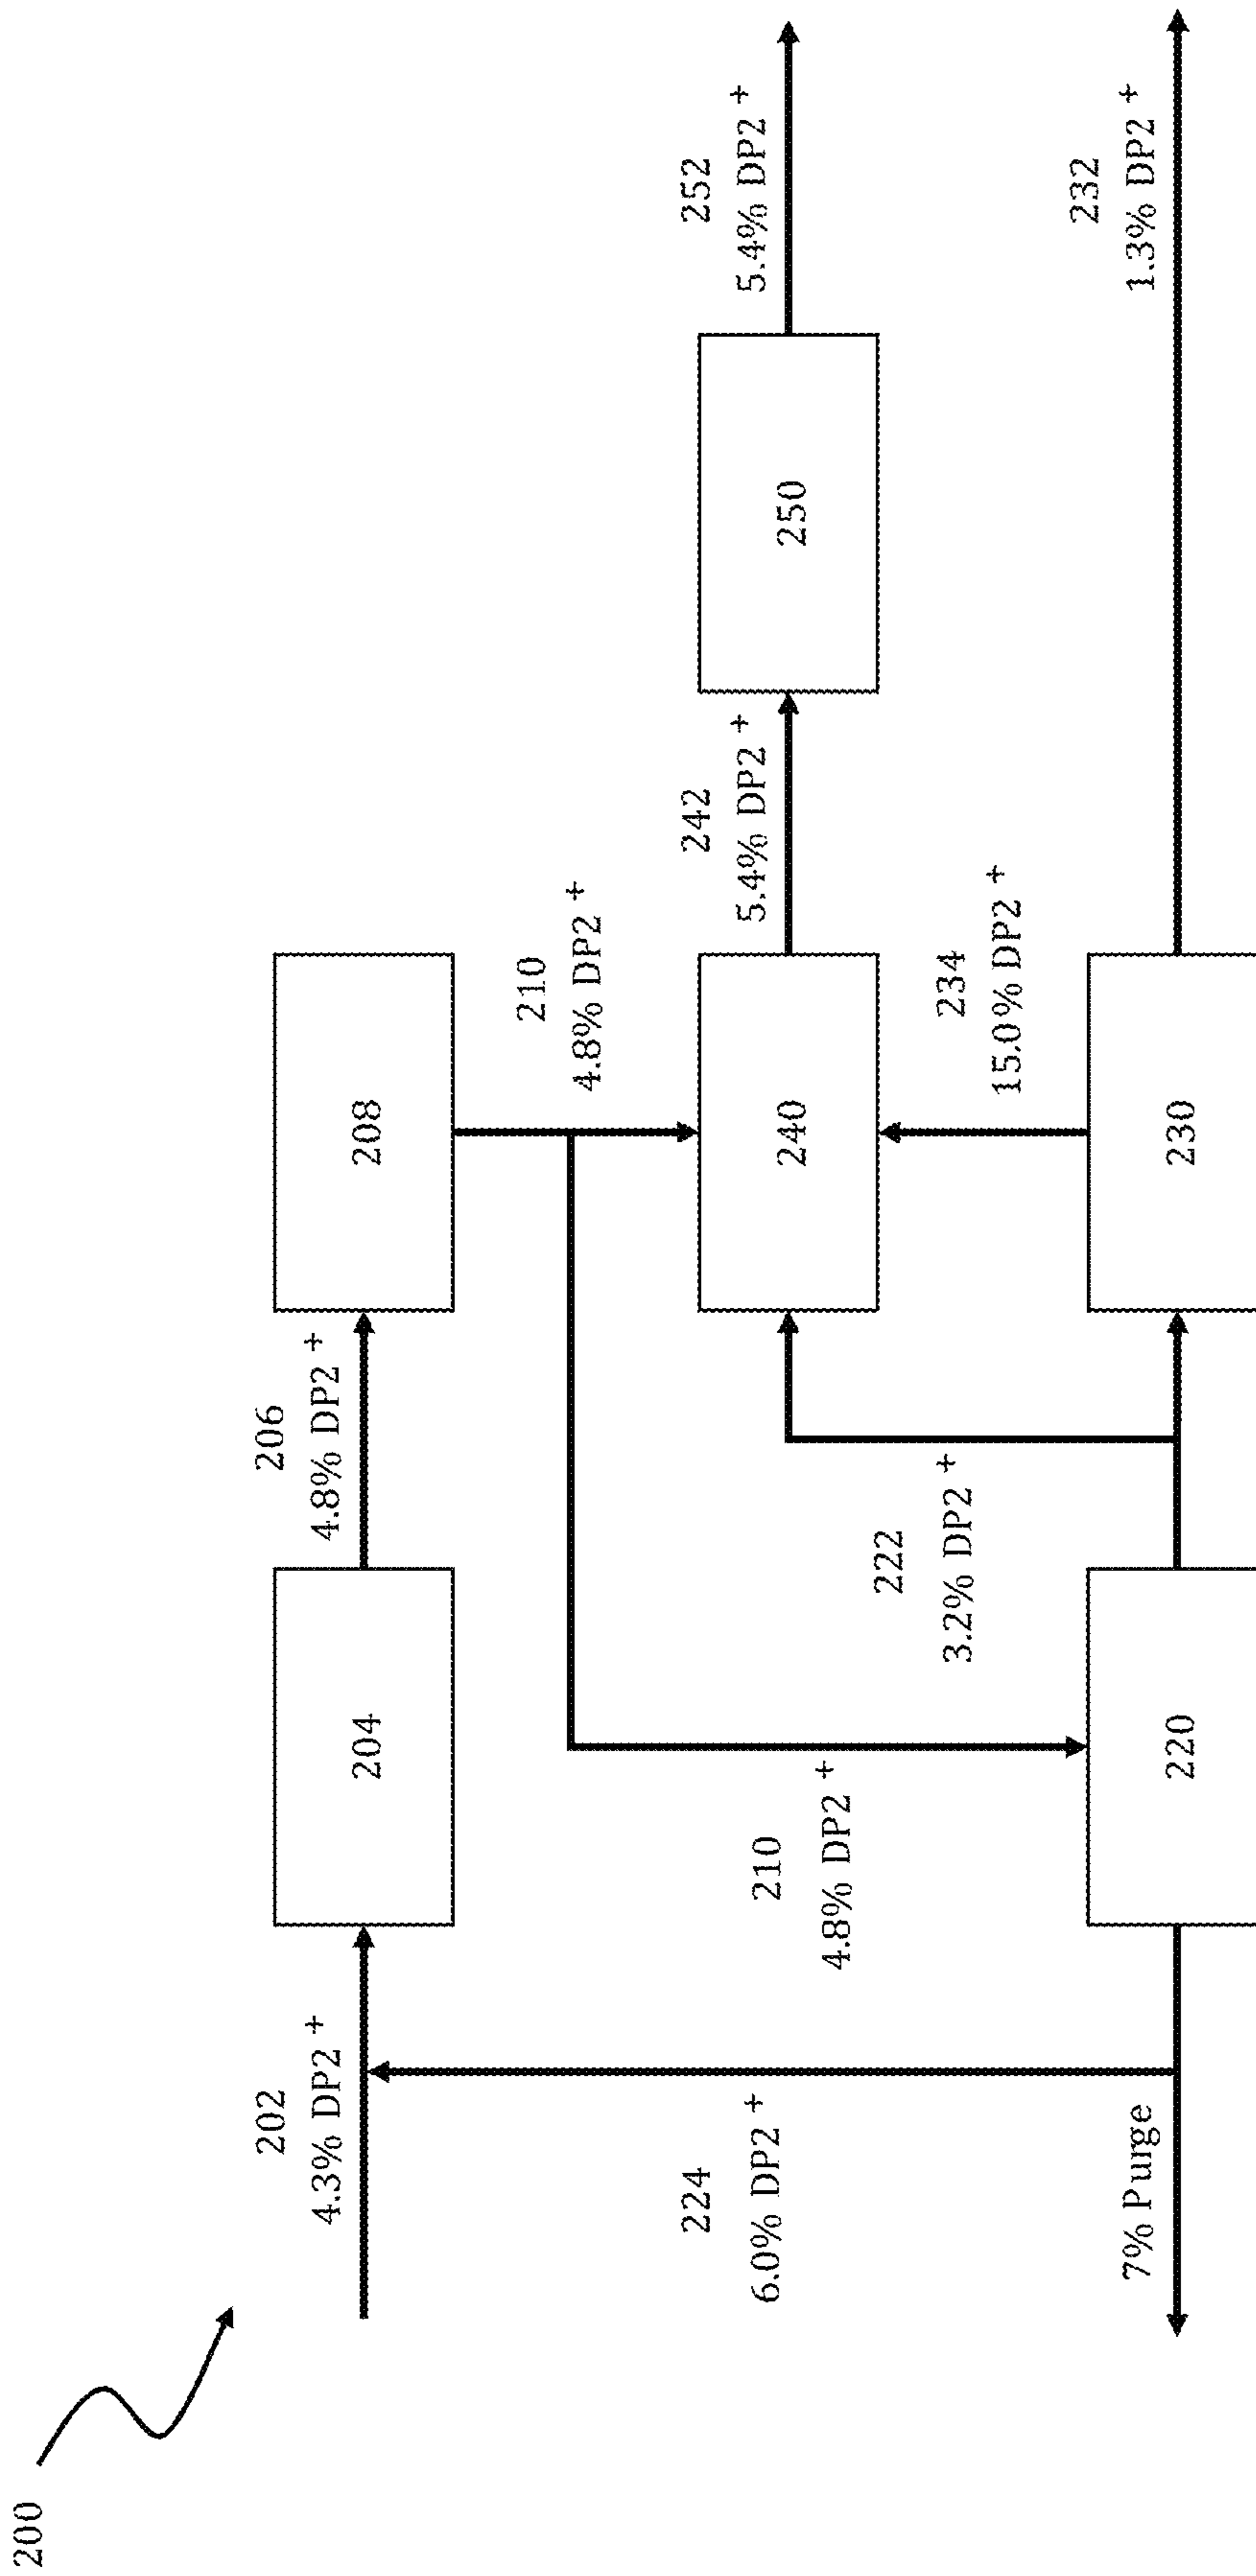 200
202
4.3% DP2 +
204
206
4.8% DP2 +
208
210
4.8% DP2 +
210
4.8% DP2 +
224
6.0% DP2 +
7% Purge
220
222
3.2% DP2 +
230
234
15.0% DP2 +
240
242
5.4% DP2 +
250
252
5.4% DP2 +
232
1.3% DP2 +